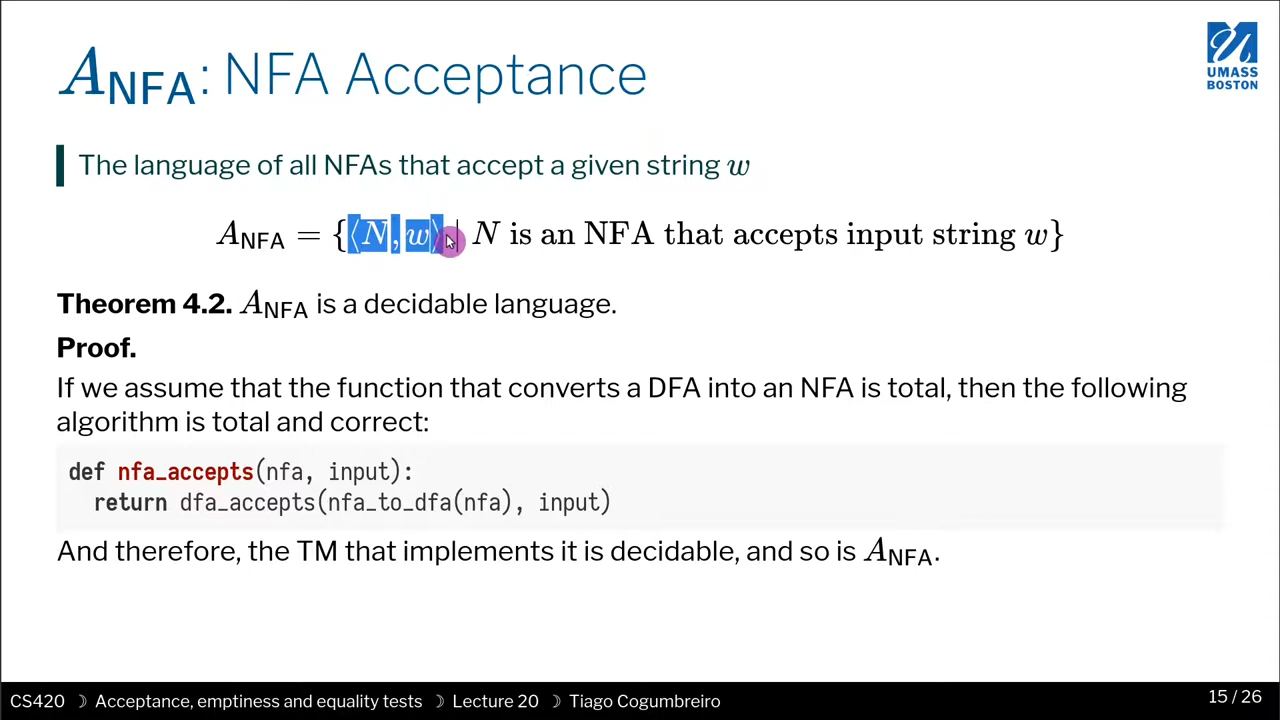 A_NFA: NFA Acceptance
UMASS
BOSTON
The language of all NFAs that accept a given string w
A_NFA = {⟨N, w⟩ | N is an NFA that accepts input string w}
Theorem 4.2. A_NFA is a decidable language.
Proof.
If we assume that the function that converts a DFA into an NFA is total, then the following
algorithm is total and correct:
def nfa_accepts(nfa, input):
  return dfa_accepts(nfa_to_dfa(nfa), input)
And therefore, the TM that implements it is decidable, and so is A_NFA.
CS420 ☽ Acceptance, emptiness and equality tests ☽ Lecture 20 ☽ Tiago Cogumbreiro
15 / 26